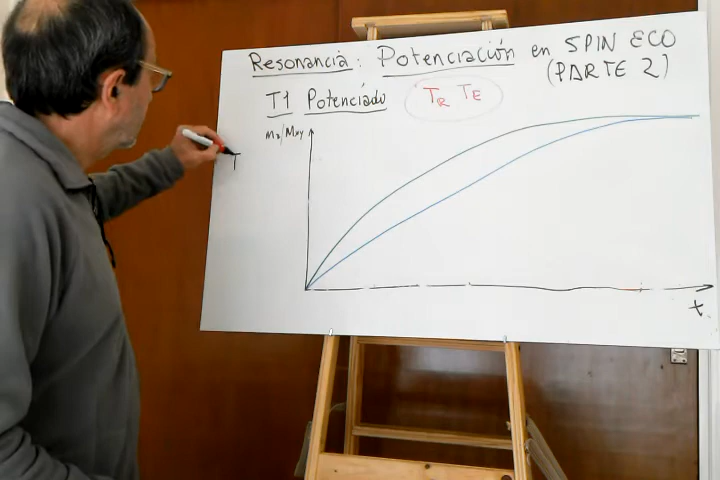 Resonancia: Potenciación en SPIN ECO
(PARTE 2)
T1 Potenciado TR TE
Mz/Mxy
T
t